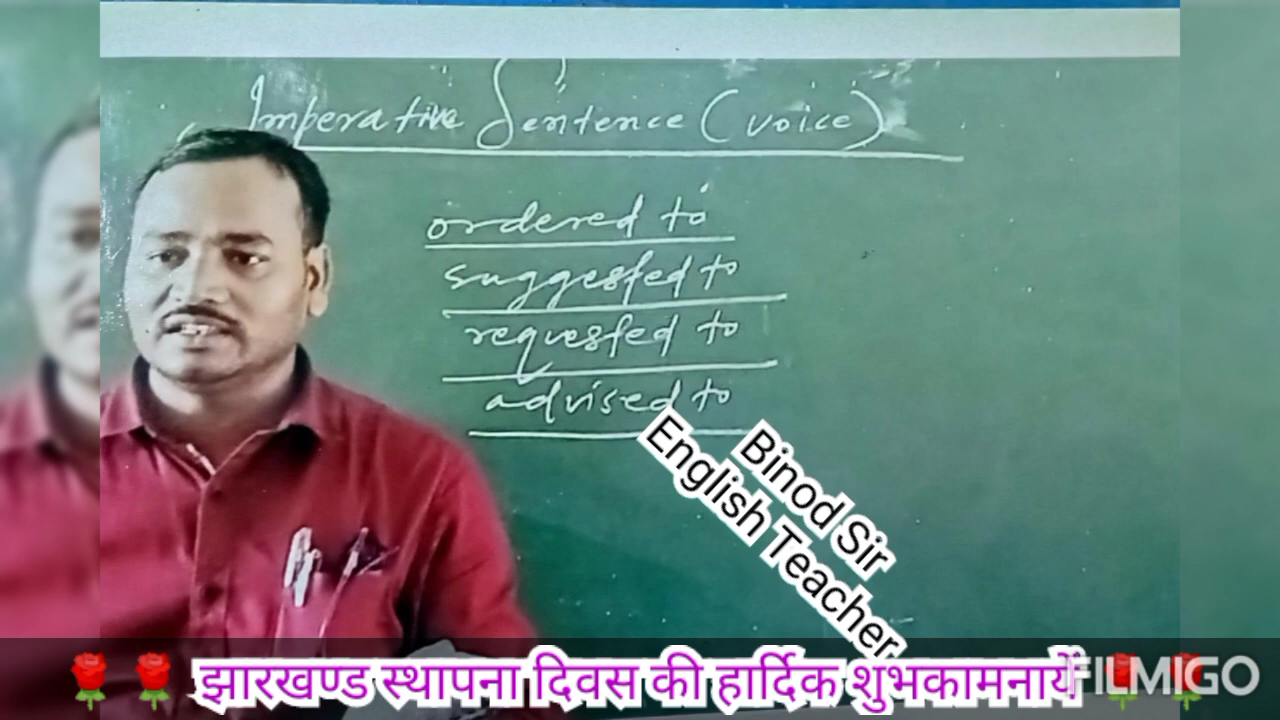 Imperative Sentence (voice)
ordered to
suggested to
requested to
advised to
Binod Sir
English Teacher
झारखण्ड स्थापना दिवस की हार्दिक शुभकामनायें
FILMIGO